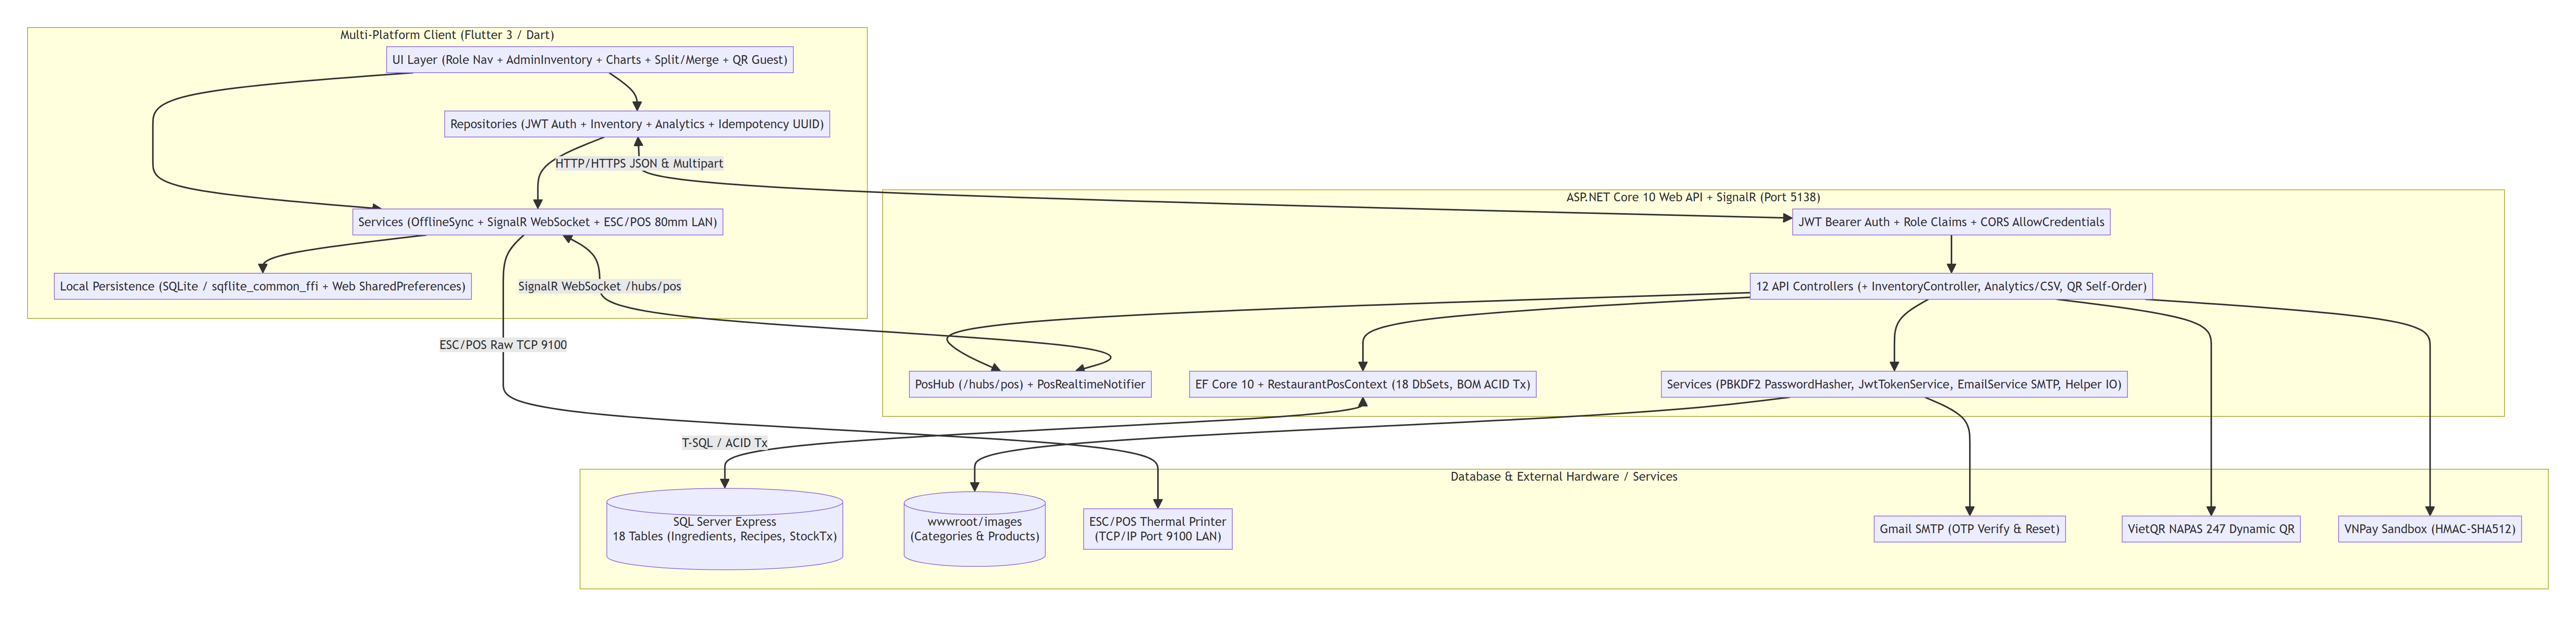 Multi-Platform Client (Flutter 3 / Dart)
UI Layer (Role Nav + AdminInventory + Charts + Split/Merge + QR Guest)
Repositories (JWT Auth + Inventory + Analytics + Idempotency UUID)
HTTP/HTTPS JSON & Multipart
Services (OfflineSync + SignalR WebSocket + ESC/POS 80mm LAN)
Local Persistence (SQLite / sqflite_common_ffi + Web SharedPreferences)
SignalR WebSocket /hubs/pos
ESC/POS Raw TCP 9100
ASP.NET Core 10 Web API + SignalR (Port 5138)
JWT Bearer Auth + Role Claims + CORS AllowCredentials
12 API Controllers (+ InventoryController, Analytics/CSV, QR Self-Order)
PosHub (/hubs/pos) + PosRealtimeNotifier
EF Core 10 + RestaurantPosContext (18 DbSets, BOM ACID Tx)
Services (PBKDF2 PasswordHasher, JwtTokenService, EmailService SMTP, Helper IO)
T-SQL / ACID Tx
Database & External Hardware / Services
SQL Server Express
18 Tables (Ingredients, Recipes, StockTx)
wwwroot/images
(Categories & Products)
ESC/POS Thermal Printer
(TCP/IP Port 9100 LAN)
Gmail SMTP (OTP Verify & Reset)
VietQR NAPAS 247 Dynamic QR
VNPay Sandbox (HMAC-SHA512)